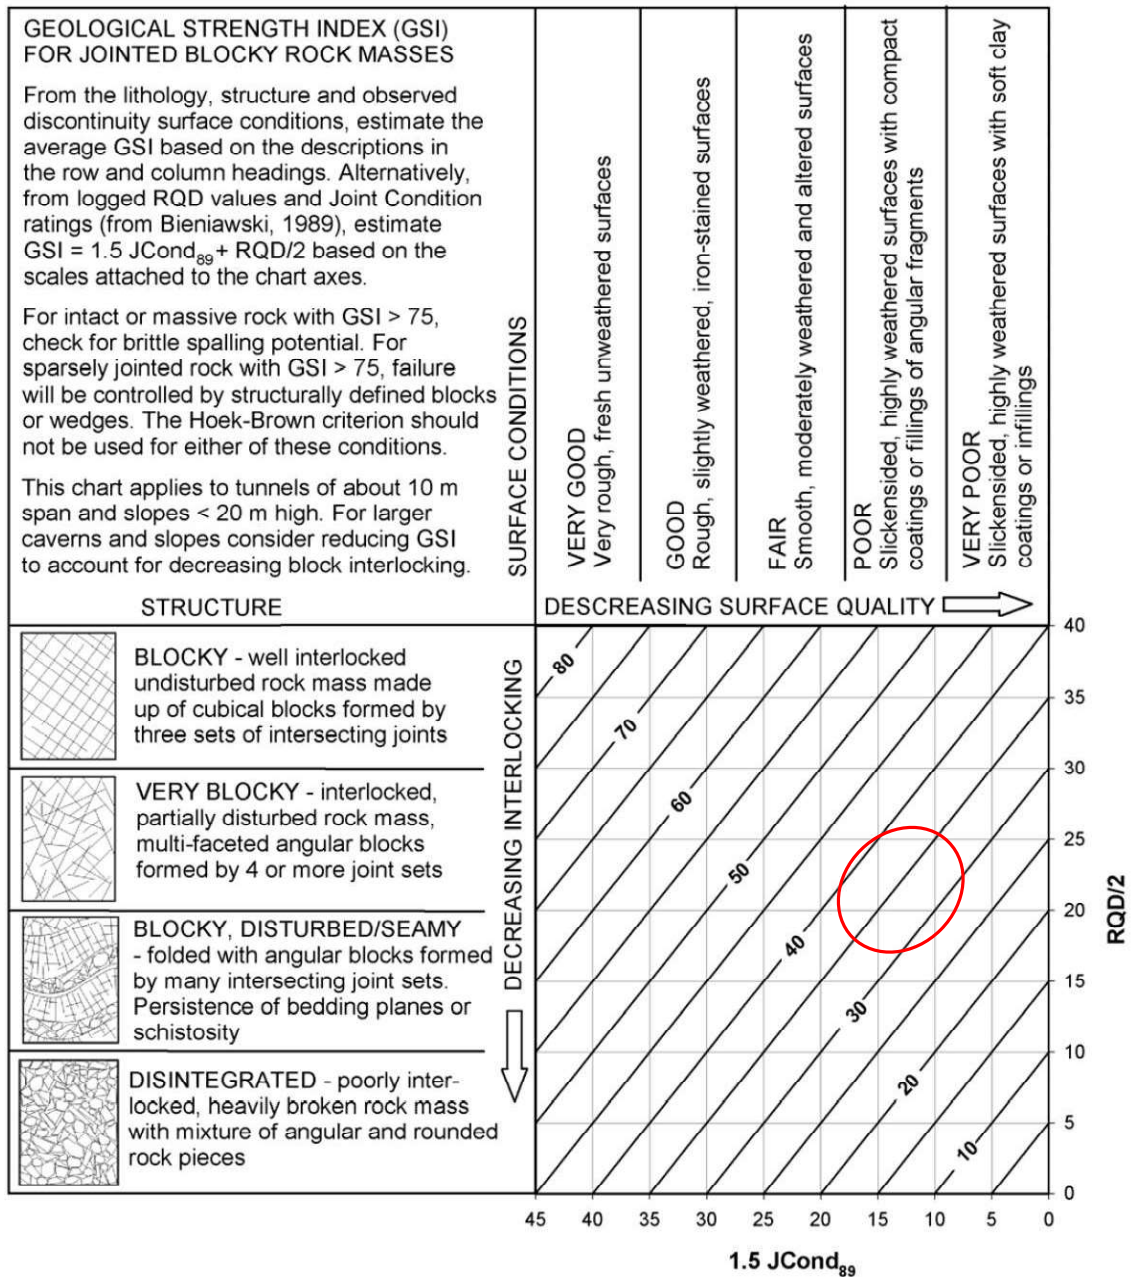 GEOLOGICAL STRENGTH INDEX (GSI)
FOR JOINTED BLOCKY ROCK MASSES
From the lithology, structure and observed
discontinuity surface conditions, estimate the
average GSI based on the descriptions in
the row and column headings. Alternatively,
from logged RQD values and Joint Condition
ratings (from Bieniawski, 1989), estimate
GSI = 1.5 JCond89 + RQD/2 based on the
scales attached to the chart axes.
For intact or massive rock with GSI > 75,
check for brittle spalling potential. For
sparsely jointed rock with GSI > 75, failure
will be controlled by structurally defined blocks
or wedges. The Hoek-Brown criterion should
not be used for either of these conditions.
This chart applies to tunnels of about 10 m
span and slopes < 20 m high. For larger
caverns and slopes consider reducing GSI
to account for decreasing block interlocking.
SURFACE CONDITIONS
VERY GOOD
Very rough, fresh unweathered surfaces
GOOD
Rough, slightly weathered, iron-stained surfaces
FAIR
Smooth, moderately weathered and altered surfaces
POOR
Slickensided, highly weathered surfaces with compact
coatings or fillings of angular fragments
VERY POOR
Slickensided, highly weathered surfaces with soft clay
coatings or infillings
STRUCTURE
DESCREASING SURFACE QUALITY
BLOCKY - well interlocked
undisturbed rock mass made
up of cubical blocks formed by
three sets of intersecting joints
VERY BLOCKY - interlocked,
partially disturbed rock mass,
multi-faceted angular blocks
formed by 4 or more joint sets
BLOCKY, DISTURBED/SEAMY
- folded with angular blocks formed
by many intersecting joint sets.
Persistence of bedding planes or
schistosity
DISINTEGRATED - poorly inter-
locked, heavily broken rock mass
with mixture of angular and rounded
rock pieces
DECREASING INTERLOCKING
80
70
60
50
40
30
20
10
40
35
30
25
20
15
10
5
0
RQD/2
45 40 35 30 25 20 15 10 5 0
1.5 JCond89